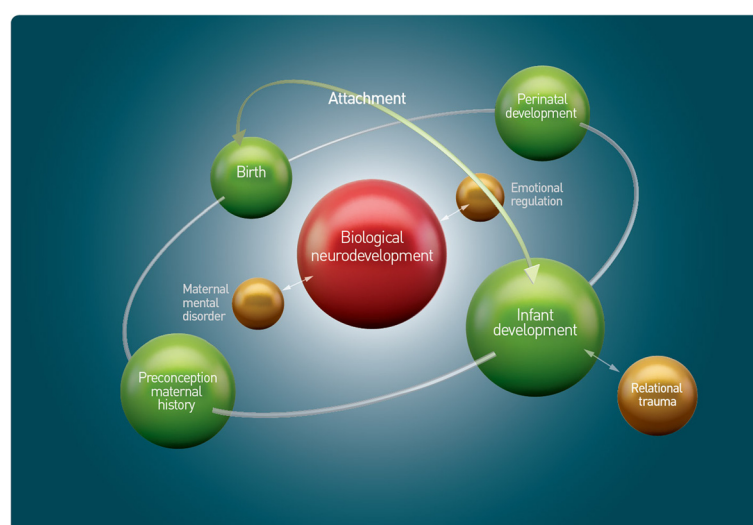 Attachment
Perinatal
development
Birth
Emotional
regulation
Biological
neurodevelopment
Maternal
mental
disorder
Infant
development
Preconception
maternal
history
Relational
trauma